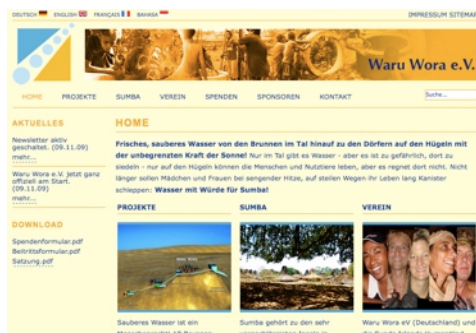 DEUTSCH ENGLISH FRANÇAIS BAHASA
IMPRESSUM SITEMAP
Waru Wora e.V.
HOME PROJEKTE SUMBA VEREIN SPENDEN SPONSOREN KONTAKT
Suche...
AKTUELLES
Newsletter aktiv
geschaltet. (09.11.09)
mehr...
Waru Wora e.V. jetzt ganz
offiziell am Start.
(09.11.09)
mehr...
DOWNLOAD
Spendenformular.pdf
Beitrittsformular.pdf
Satzung.pdf
HOME
Frisches, sauberes Wasser von den Brunnen im Tal hinauf zu den Dörfern auf den Hügeln mit
der unbegrenzten Kraft der Sonne! Nur im Tal gibt es Wasser - aber es ist zu gefährlich, dort zu
siedeln - nur auf den Hügeln können die Menschen und Nutztiere leben, aber es regnet dort nicht. Nicht
länger sollen Mädchen und Frauen bei sengender Hitze, auf steilen Wegen ihr Leben lang Kanister
schleppen: Wasser mit Würde für Sumba!
PROJEKTE
Sauberes Wasser ist ein
SUMBA
Sumba gehört zu den sehr
VEREIN
Waru Wora eV (Deutschland) und